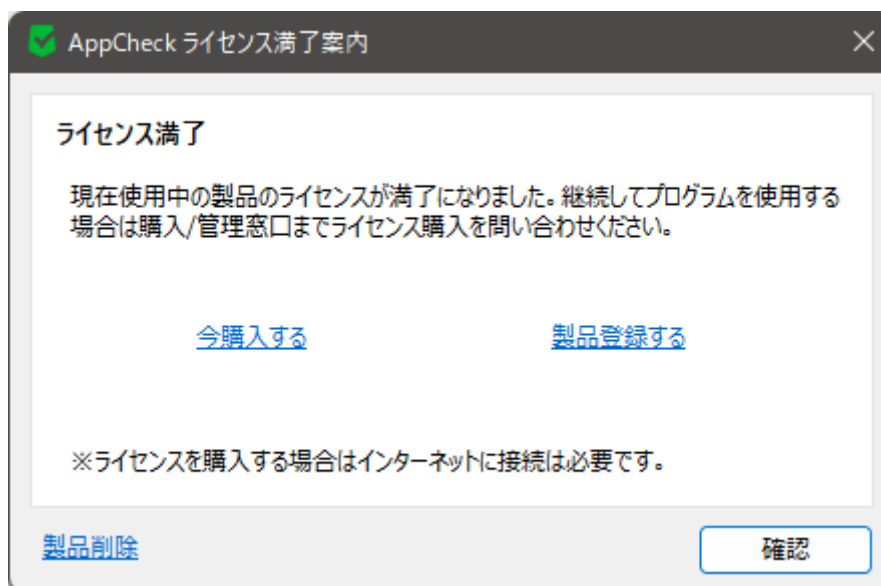 AppCheck ライセンス満了案内
ライセンス満了
現在使用中の製品のライセンスが満了になりました。継続してプログラムを使用する
場合は購入/管理窓口までライセンス購入を問い合わせください。
今購入する 製品登録する
※ライセンスを購入する場合はインターネットに接続は必要です。
製品削除 確認